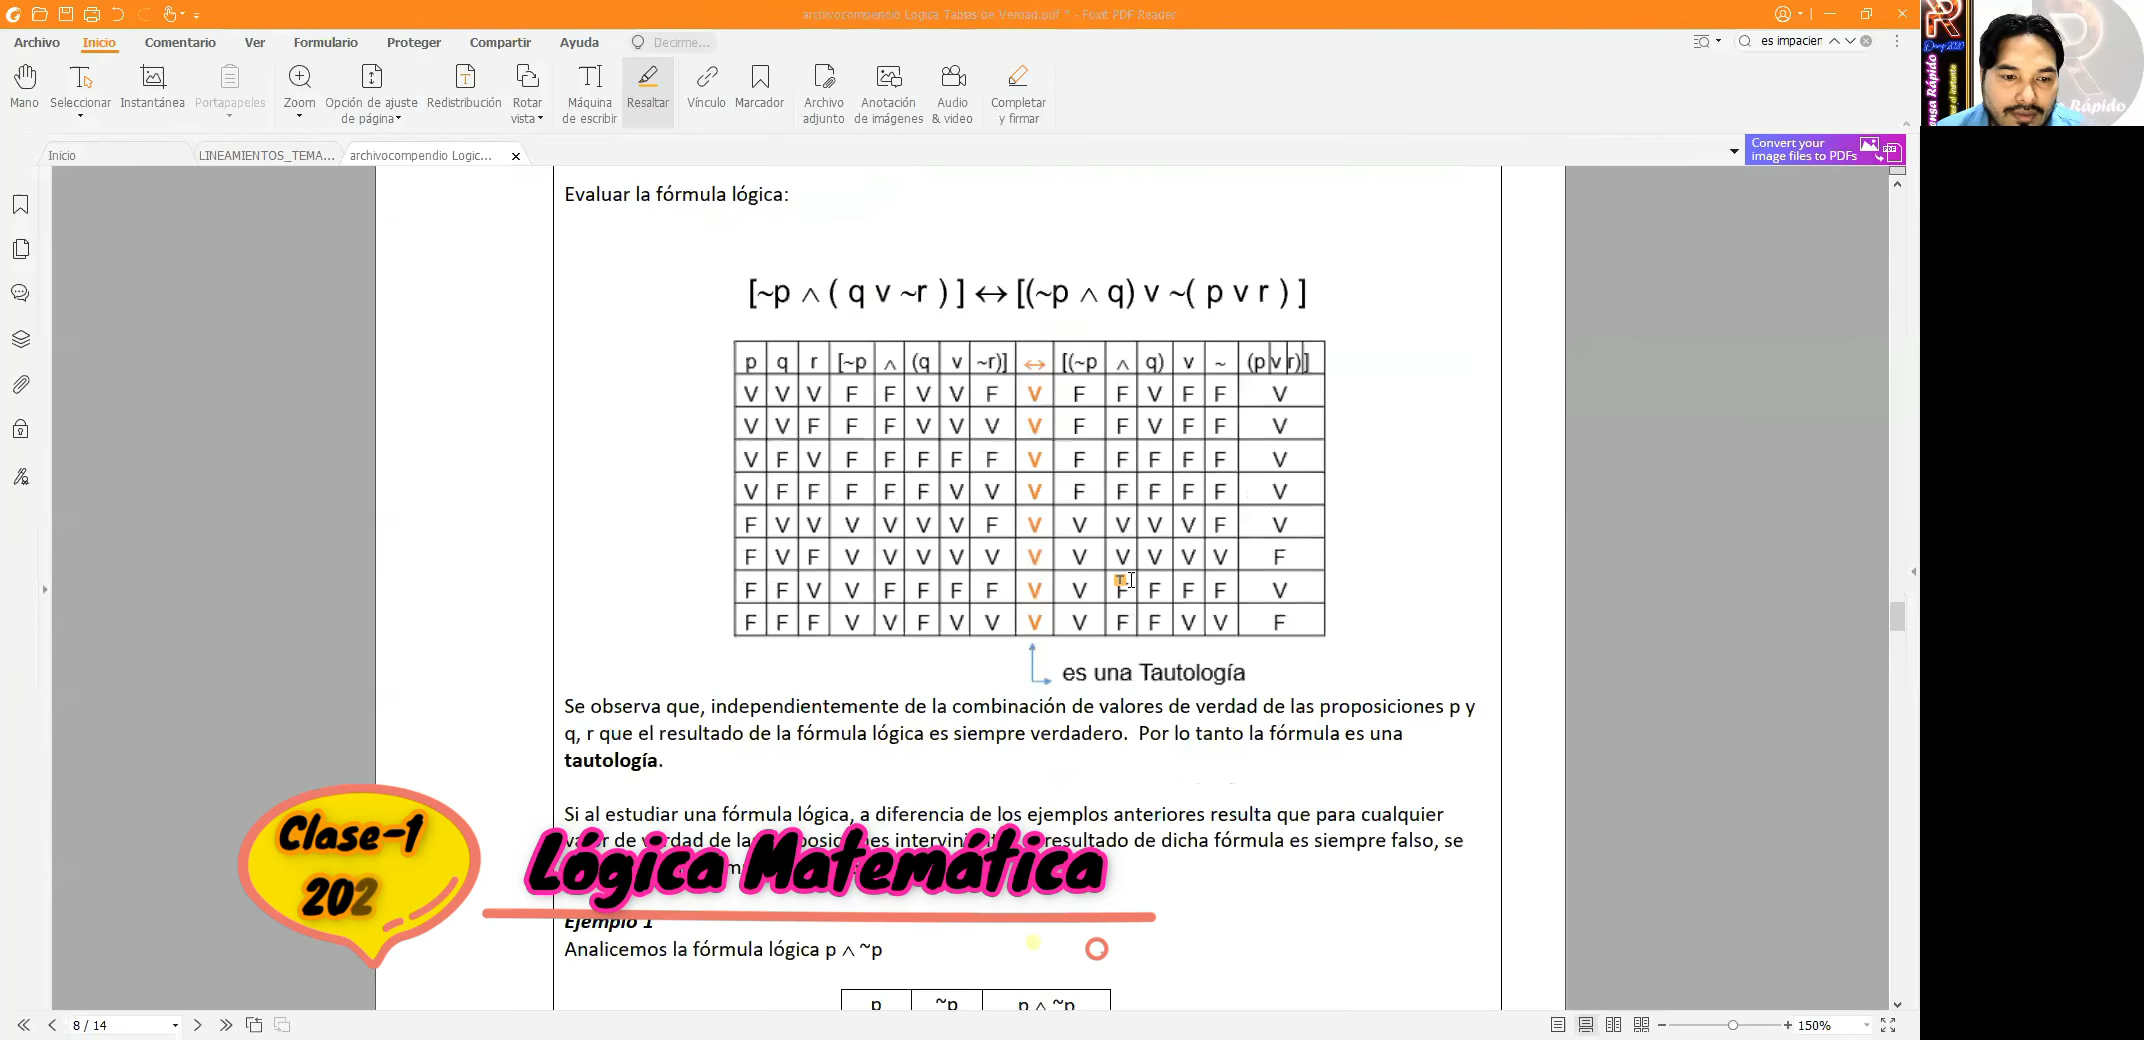 archivocompendio Logica Tablas de Verdad.pdf * - Foxit PDF Reader
Archivo Inicio Comentario Ver Formulario Proteger Compartir Ayuda Decirme... es impacier
Mano Seleccionar Instantánea Portapapeles Zoom Opción de ajuste de página Redistribución Rotar vista Máquina de escribir Resaltar Vínculo Marcador Archivo adjunto Anotación de imágenes Audio & video Completar y firmar
Inicio LINEAMIENTOS_TEMA... archivocompendio Logic...
Convert your
image files to PDFs
Rápido
Evaluar la fórmula lógica:
[~p ∧ ( q v ~r ) ] ↔ [(~p ∧ q) v ~( p v r ) ]
p q r [~p ∧ (q v ~r)] ↔ [(~p ∧ q) v ~ (p v r)]
V V V F F V V F V F F V F F V
V V F F F V V V V F F V F F V
V F V F F F F F V F F F F F V
V F F F F F V V V F F F F F V
F V V V V V V F V V V V V F V
F V F V V V V V V V V V V V F
F F V V F F F F V V F F F F V
F F F V V F V V V V F F V V F
es una Tautología
Se observa que, independientemente de la combinación de valores de verdad de las proposiciones p y
q, r que el resultado de la fórmula lógica es siempre verdadero. Por lo tanto la fórmula es una
tautología.
Si al estudiar una fórmula lógica, a diferencia de los ejemplos anteriores resulta que para cualquier
de resultado de dicha fórmula es siempre falso, se
Clase-1
202
Lógica Matemática
Ejemplo 1
Analicemos la fórmula lógica p ∧ ~p
p ~p p ∧ ~p
8 / 14 150%